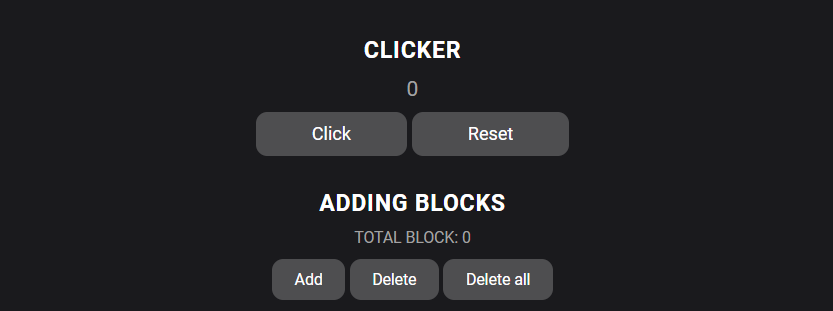 CLICKER
0
Click Reset
ADDING BLOCKS
TOTAL BLOCK: 0
Add Delete Delete all